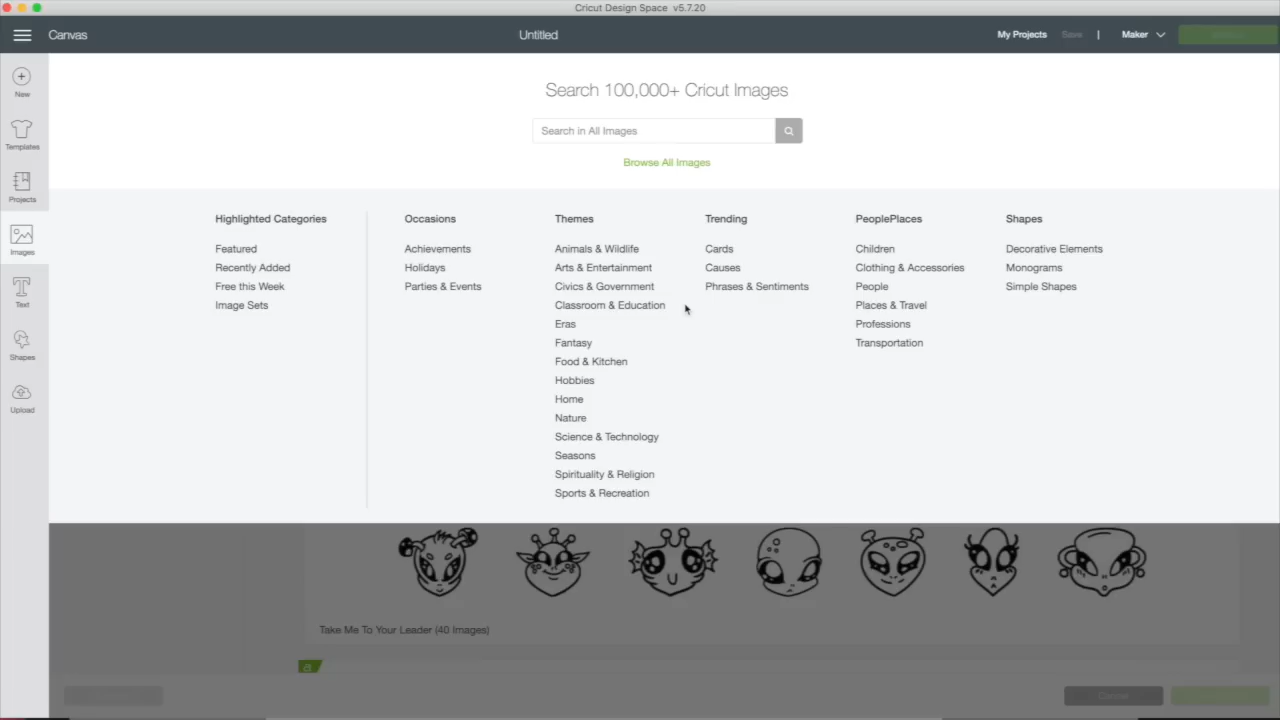 Cricut Design Space v5.7.20
Canvas
Untitled
My Projects
Save
|
Maker
New
Templates
Projects
Images
Text
Shapes
Upload
Search 100,000+ Cricut Images
Search in All Images
Browse All Images
Highlighted Categories
Featured
Recently Added
Free this Week
Image Sets
Occasions
Achievements
Holidays
Parties & Events
Themes
Animals & Wildlife
Arts & Entertainment
Civics & Government
Classroom & Education
Eras
Fantasy
Food & Kitchen
Hobbies
Home
Nature
Science & Technology
Seasons
Spirituality & Religion
Sports & Recreation
Trending
Cards
Causes
Phrases & Sentiments
PeoplePlaces
Children
Clothing & Accessories
People
Places & Travel
Professions
Transportation
Shapes
Decorative Elements
Monograms
Simple Shapes
Take Me To Your Leader (40 Images)
a
Cancel